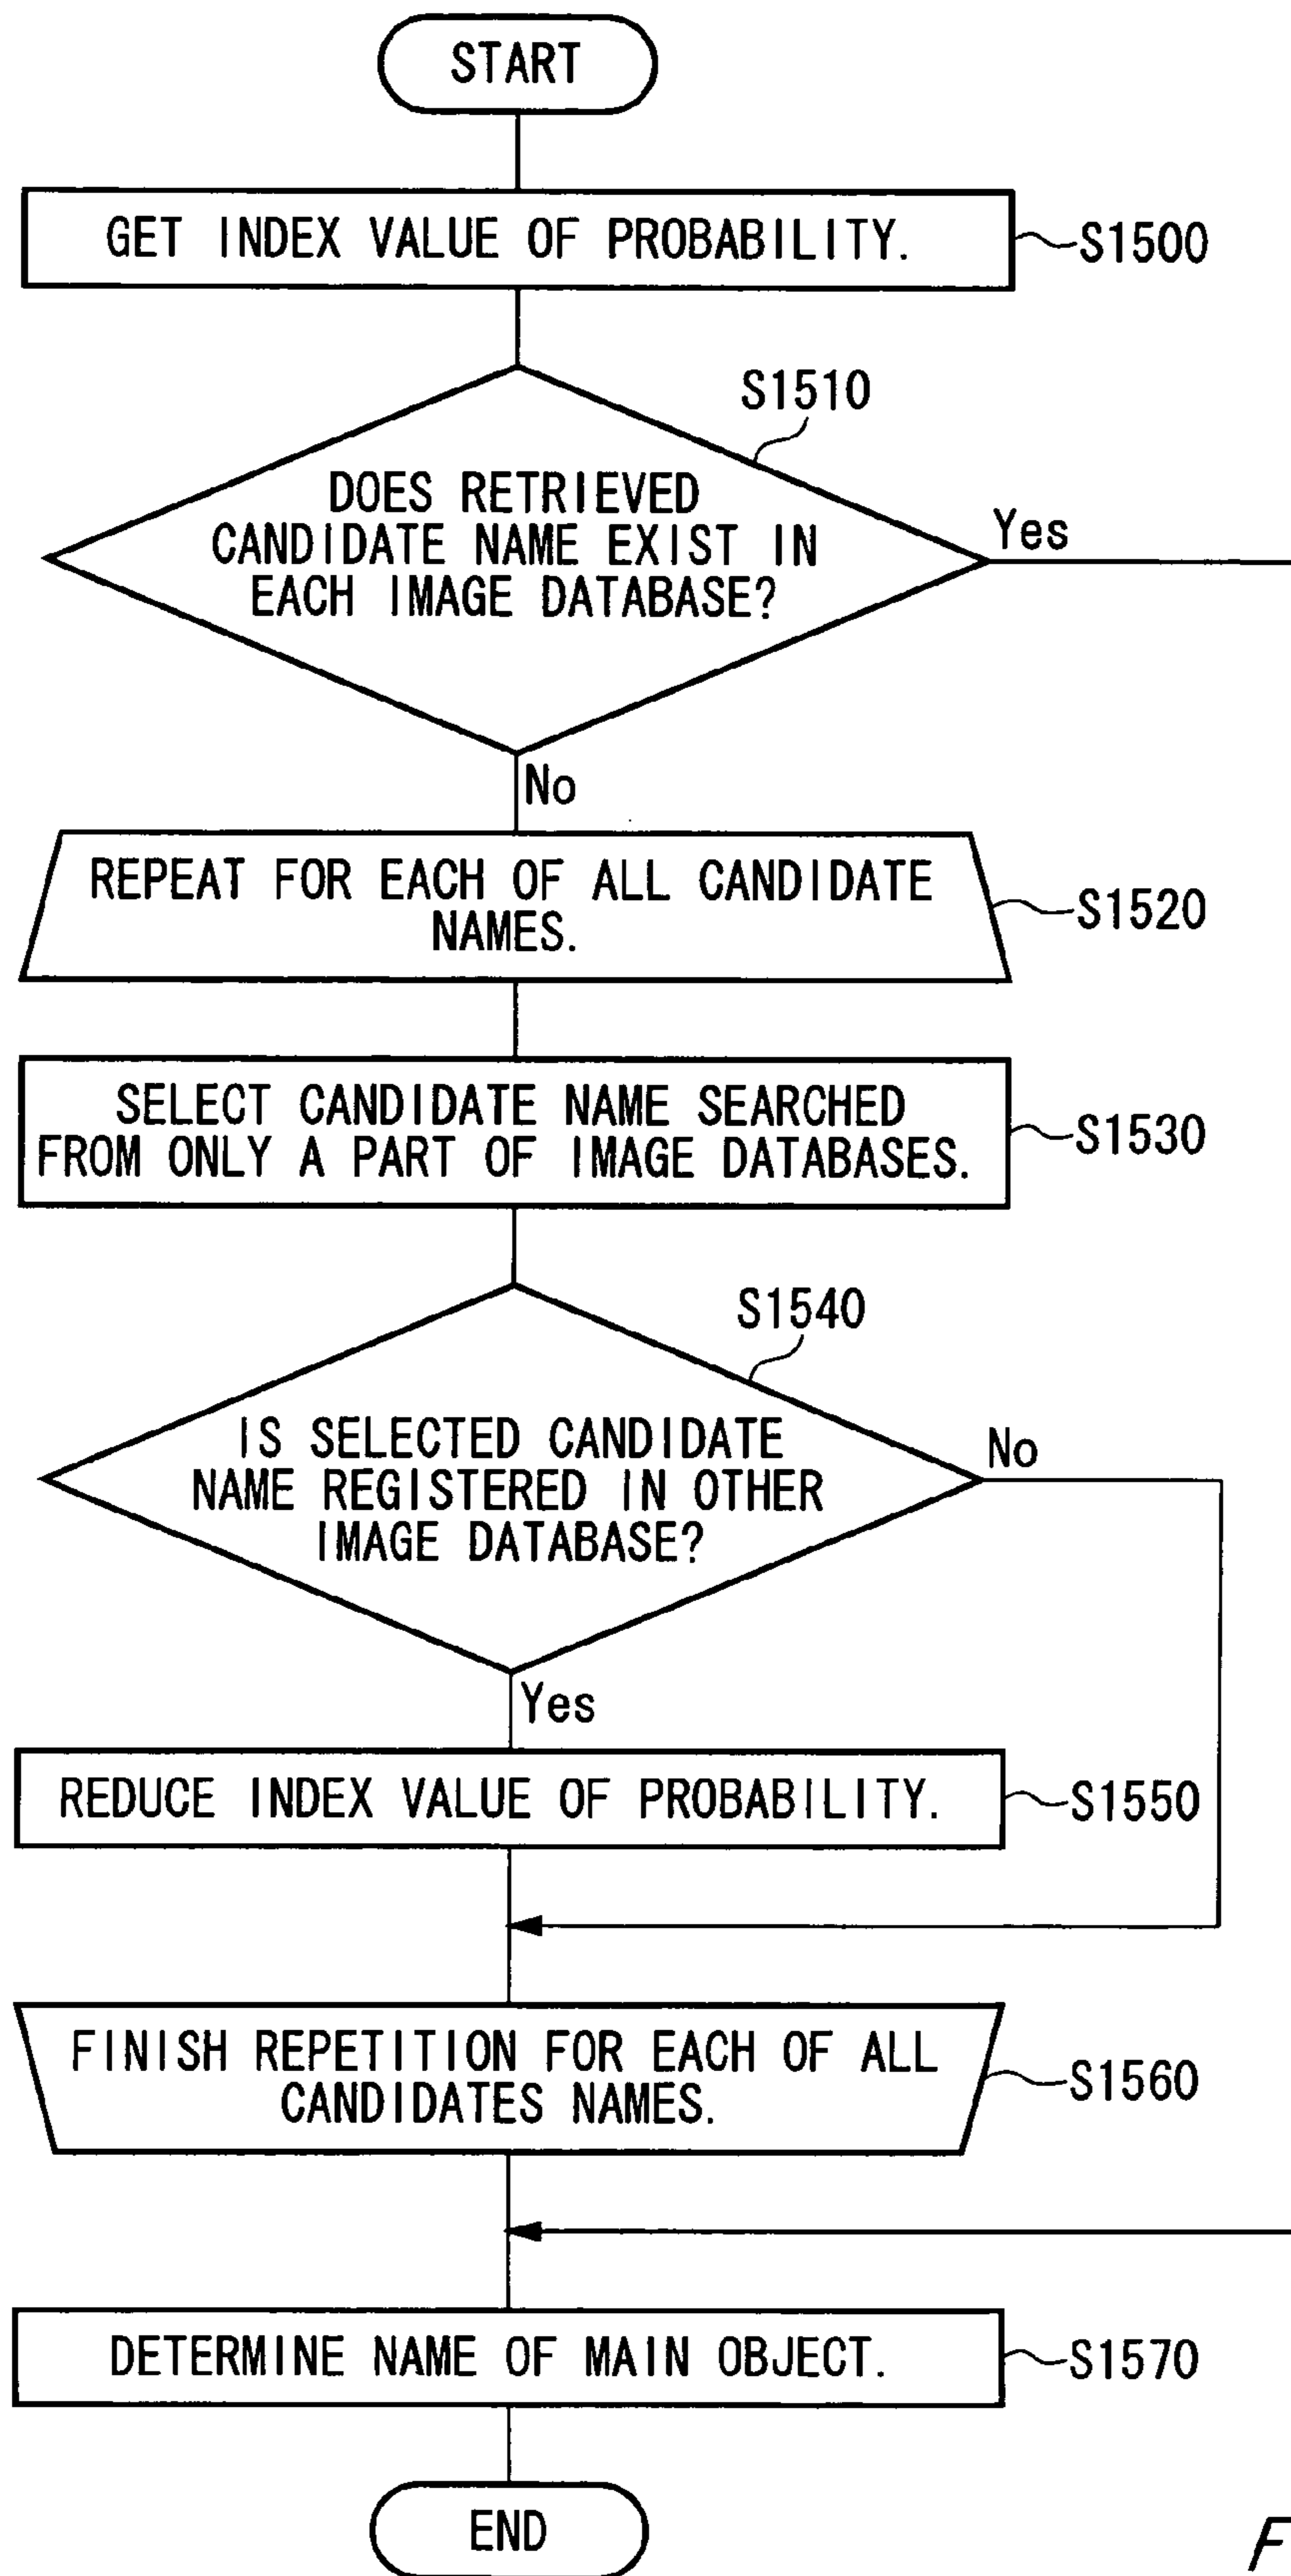 START
GET INDEX VALUE OF PROBABILITY.
S1500
S1510
DOES RETRIEVED
CANDIDATE NAME EXIST IN
EACH IMAGE DATABASE?
Yes
No
REPEAT FOR EACH OF ALL CANDIDATE
NAMES.
S1520
SELECT CANDIDATE NAME SEARCHED
FROM ONLY A PART OF IMAGE DATABASES.
S1530
S1540
IS SELECTED CANDIDATE
NAME REGISTERED IN OTHER
IMAGE DATABASE?
No
Yes
REDUCE INDEX VALUE OF PROBABILITY.
S1550
FINISH REPETITION FOR EACH OF ALL
CANDIDATES NAMES.
S1560
DETERMINE NAME OF MAIN OBJECT.
S1570
END
F